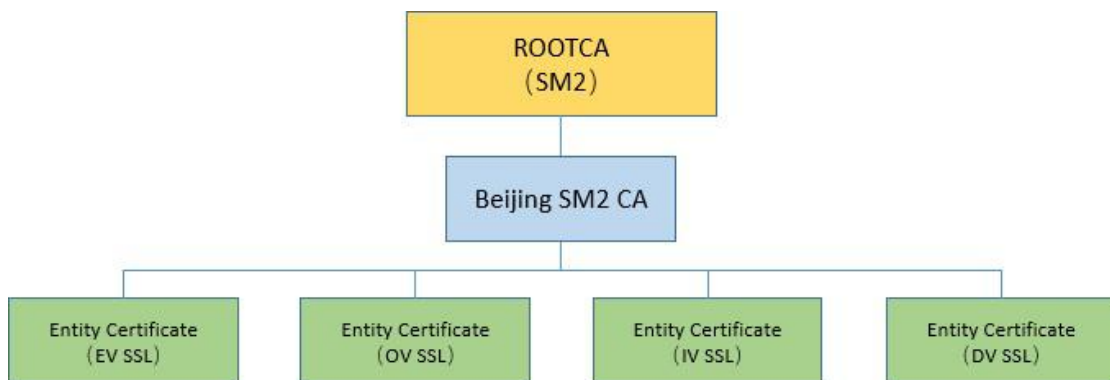 ROOTCA
(SM2)
Beijing SM2 CA
Entity Certificate
(EV SSL)
Entity Certificate
(OV SSL)
Entity Certificate
(IV SSL)
Entity Certificate
(DV SSL)